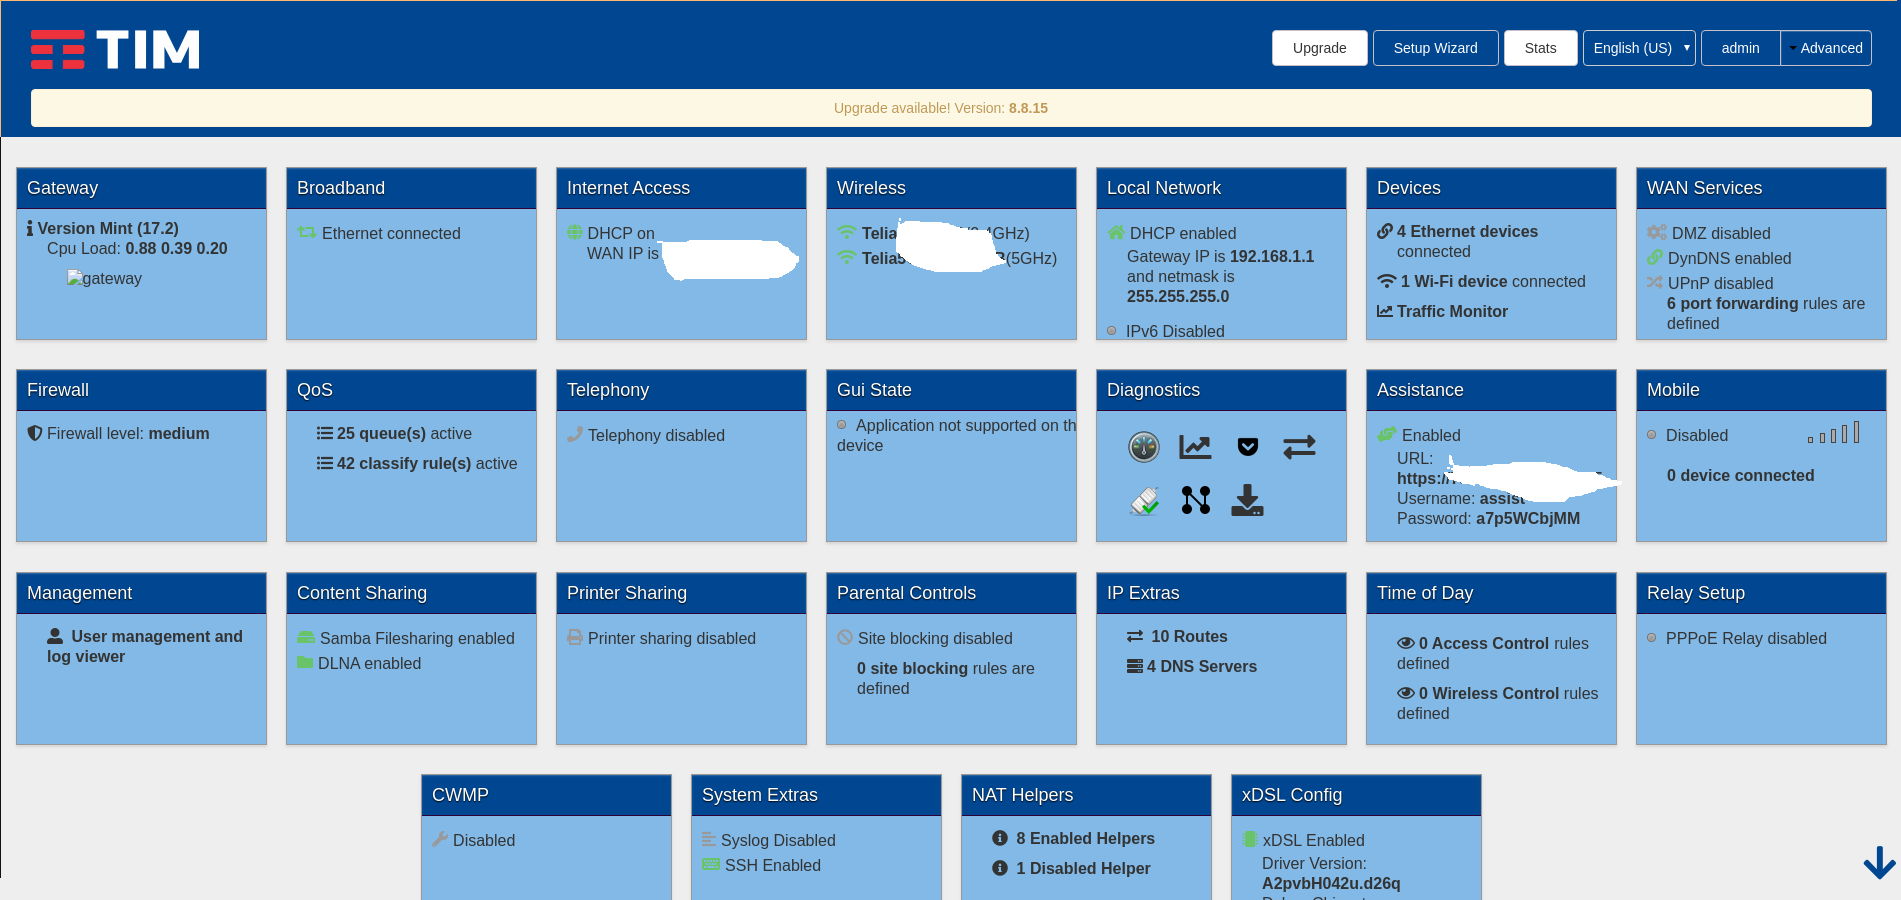 TIM
Upgrade
Setup Wizard
Stats
English (US)
admin
Advanced
Upgrade available! Version: 8.8.15
Gateway
Version Mint (17.2)
Cpu Load: 0.88 0.39 0.20
gateway
Broadband
Ethernet connected
Internet Access
DHCP on
WAN IP is
Wireless
Telia 4GHz)
Telia5 (5GHz)
Local Network
DHCP enabled
Gateway IP is 192.168.1.1
and netmask is
255.255.255.0
IPv6 Disabled
Devices
4 Ethernet devices
connected
1 Wi-Fi device connected
Traffic Monitor
WAN Services
DMZ disabled
DynDNS enabled
UPnP disabled
6 port forwarding rules are
defined
Firewall
Firewall level: medium
QoS
25 queue(s) active
42 classify rule(s) active
Telephony
Telephony disabled
Gui State
Application not supported on th
device
Diagnostics
Assistance
Enabled
URL:
https://
Username: assist
Password: a7p5WCbjMM
Mobile
Disabled
0 device connected
Management
User management and
log viewer
Content Sharing
Samba Filesharing enabled
DLNA enabled
Printer Sharing
Printer sharing disabled
Parental Controls
Site blocking disabled
0 site blocking rules are
defined
IP Extras
10 Routes
4 DNS Servers
Time of Day
0 Access Control rules
defined
0 Wireless Control rules
defined
Relay Setup
PPPoE Relay disabled
CWMP
Disabled
System Extras
Syslog Disabled
SSH Enabled
NAT Helpers
8 Enabled Helpers
1 Disabled Helper
xDSL Config
xDSL Enabled
Driver Version:
A2pvbH042u.d26q